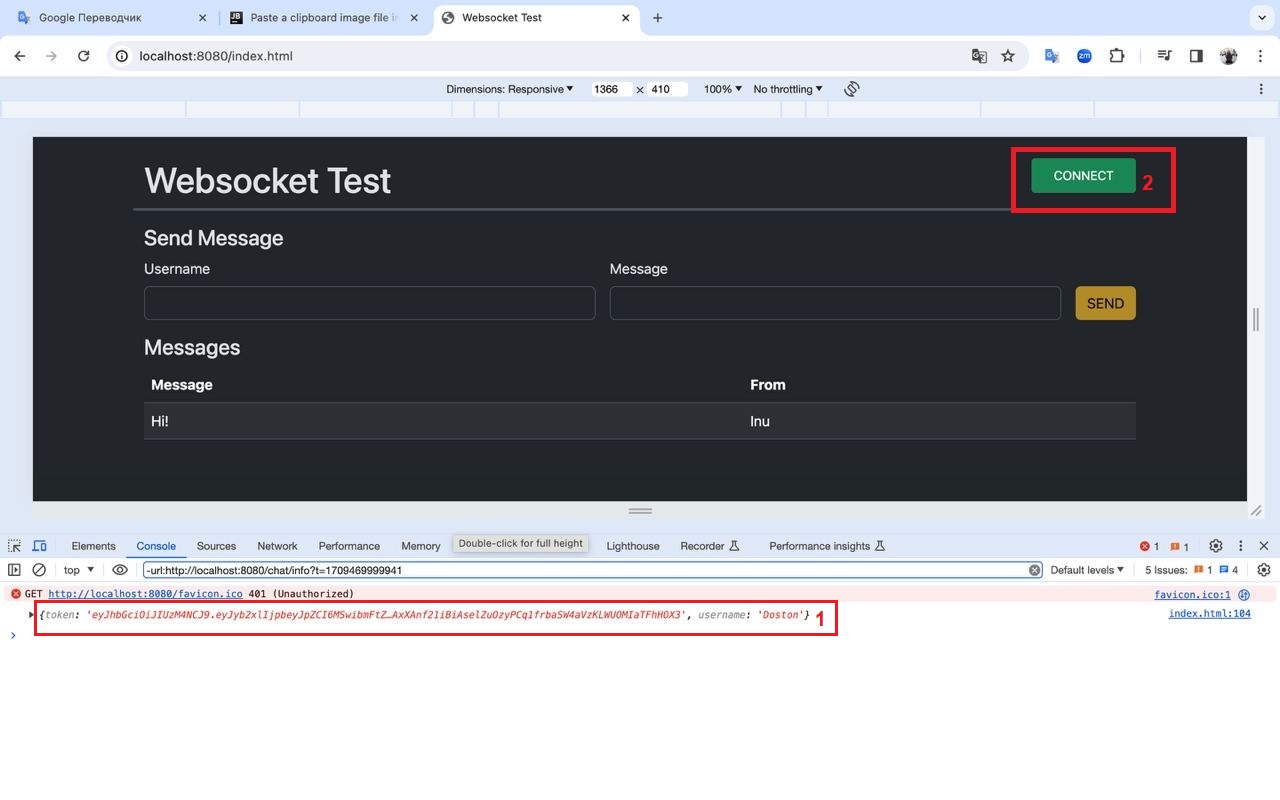 Google Переводчик
Paste a clipboard image file in
Websocket Test
localhost:8080/index.html
Dimensions: Responsive 1366 × 410 100% No throttling
Websocket Test
CONNECT
2
Send Message
Username
Message
SEND
Messages
Message From
Hi! Inu
Elements Console Sources Network Performance Memory Double-click for full height Lighthouse Recorder Performance insights 1 1
top -url:http://localhost:8080/chat/info?t=1709469999941 Default levels 5 Issues: 1 4
GET http://localhost:8080/favicon.ico 401 (Unauthorized) favicon.ico:1
{token: 'eyJhbGciOiJIUzM4NCJ9.eyJyb2xlIjpbeyJpZCI6MSwibmFtZ…AxXAnf21iBiAselZuOzyPCq1frbaSW4aVzKLWUOMIaTFhHOX3', username: 'Doston'} 1 index.html:104